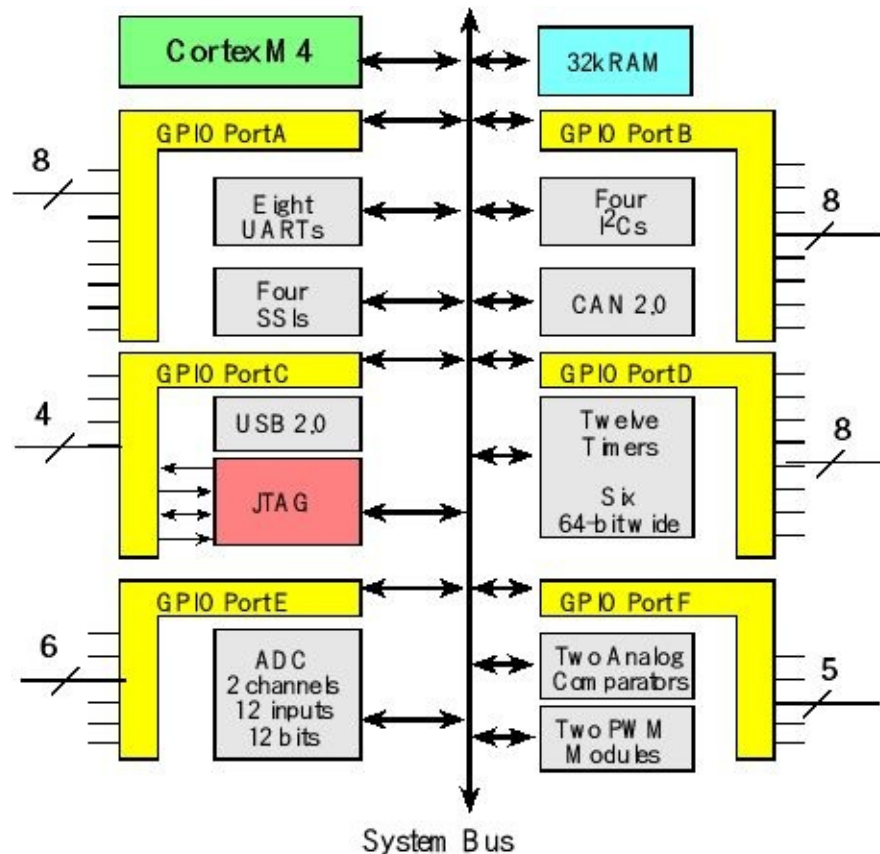 Cortex M4
32k RAM
GPIO Port A
GPIO Port B
8
Eight
UARTs
Four
I²Cs
8
Four
SSIs
CAN 2.0
GPIO Port C
GPIO Port D
4
USB 2.0
Twelve
Timers
8
JTAG
Six
64-bit wide
GPIO Port E
GPIO Port F
6
ADC
2 channels
12 inputs
12 bits
Two Analog
Comparators
5
Two PWM
Modules
System Bus